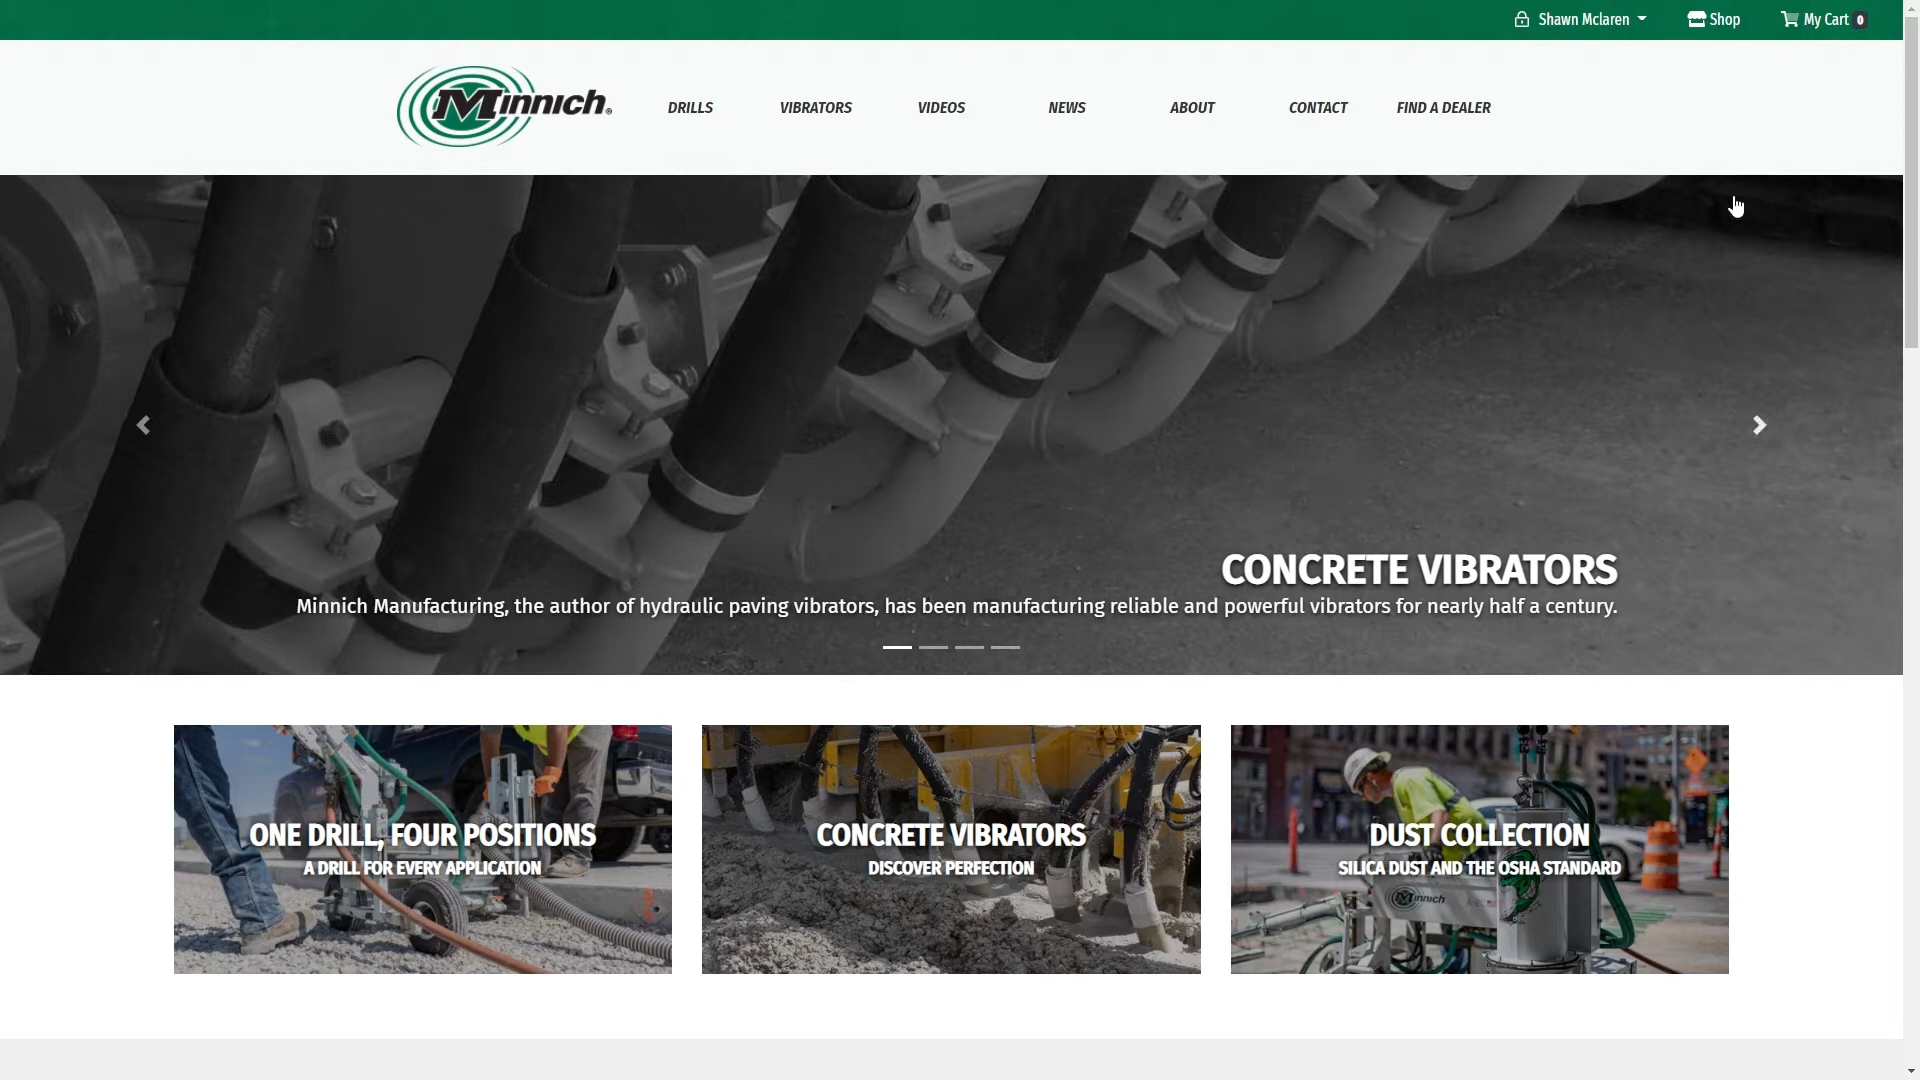 Shawn Mclaren
Shop
My Cart 0
Minnich
DRILLS
VIBRATORS
VIDEOS
NEWS
ABOUT
CONTACT
FIND A DEALER
CONCRETE VIBRATORS
Minnich Manufacturing, the author of hydraulic paving vibrators, has been manufacturing reliable and powerful vibrators for nearly half a century.
ONE DRILL, FOUR POSITIONS
A DRILL FOR EVERY APPLICATION
CONCRETE VIBRATORS
DISCOVER PERFECTION
DUST COLLECTION
SILICA DUST AND THE OSHA STANDARD
Minnich